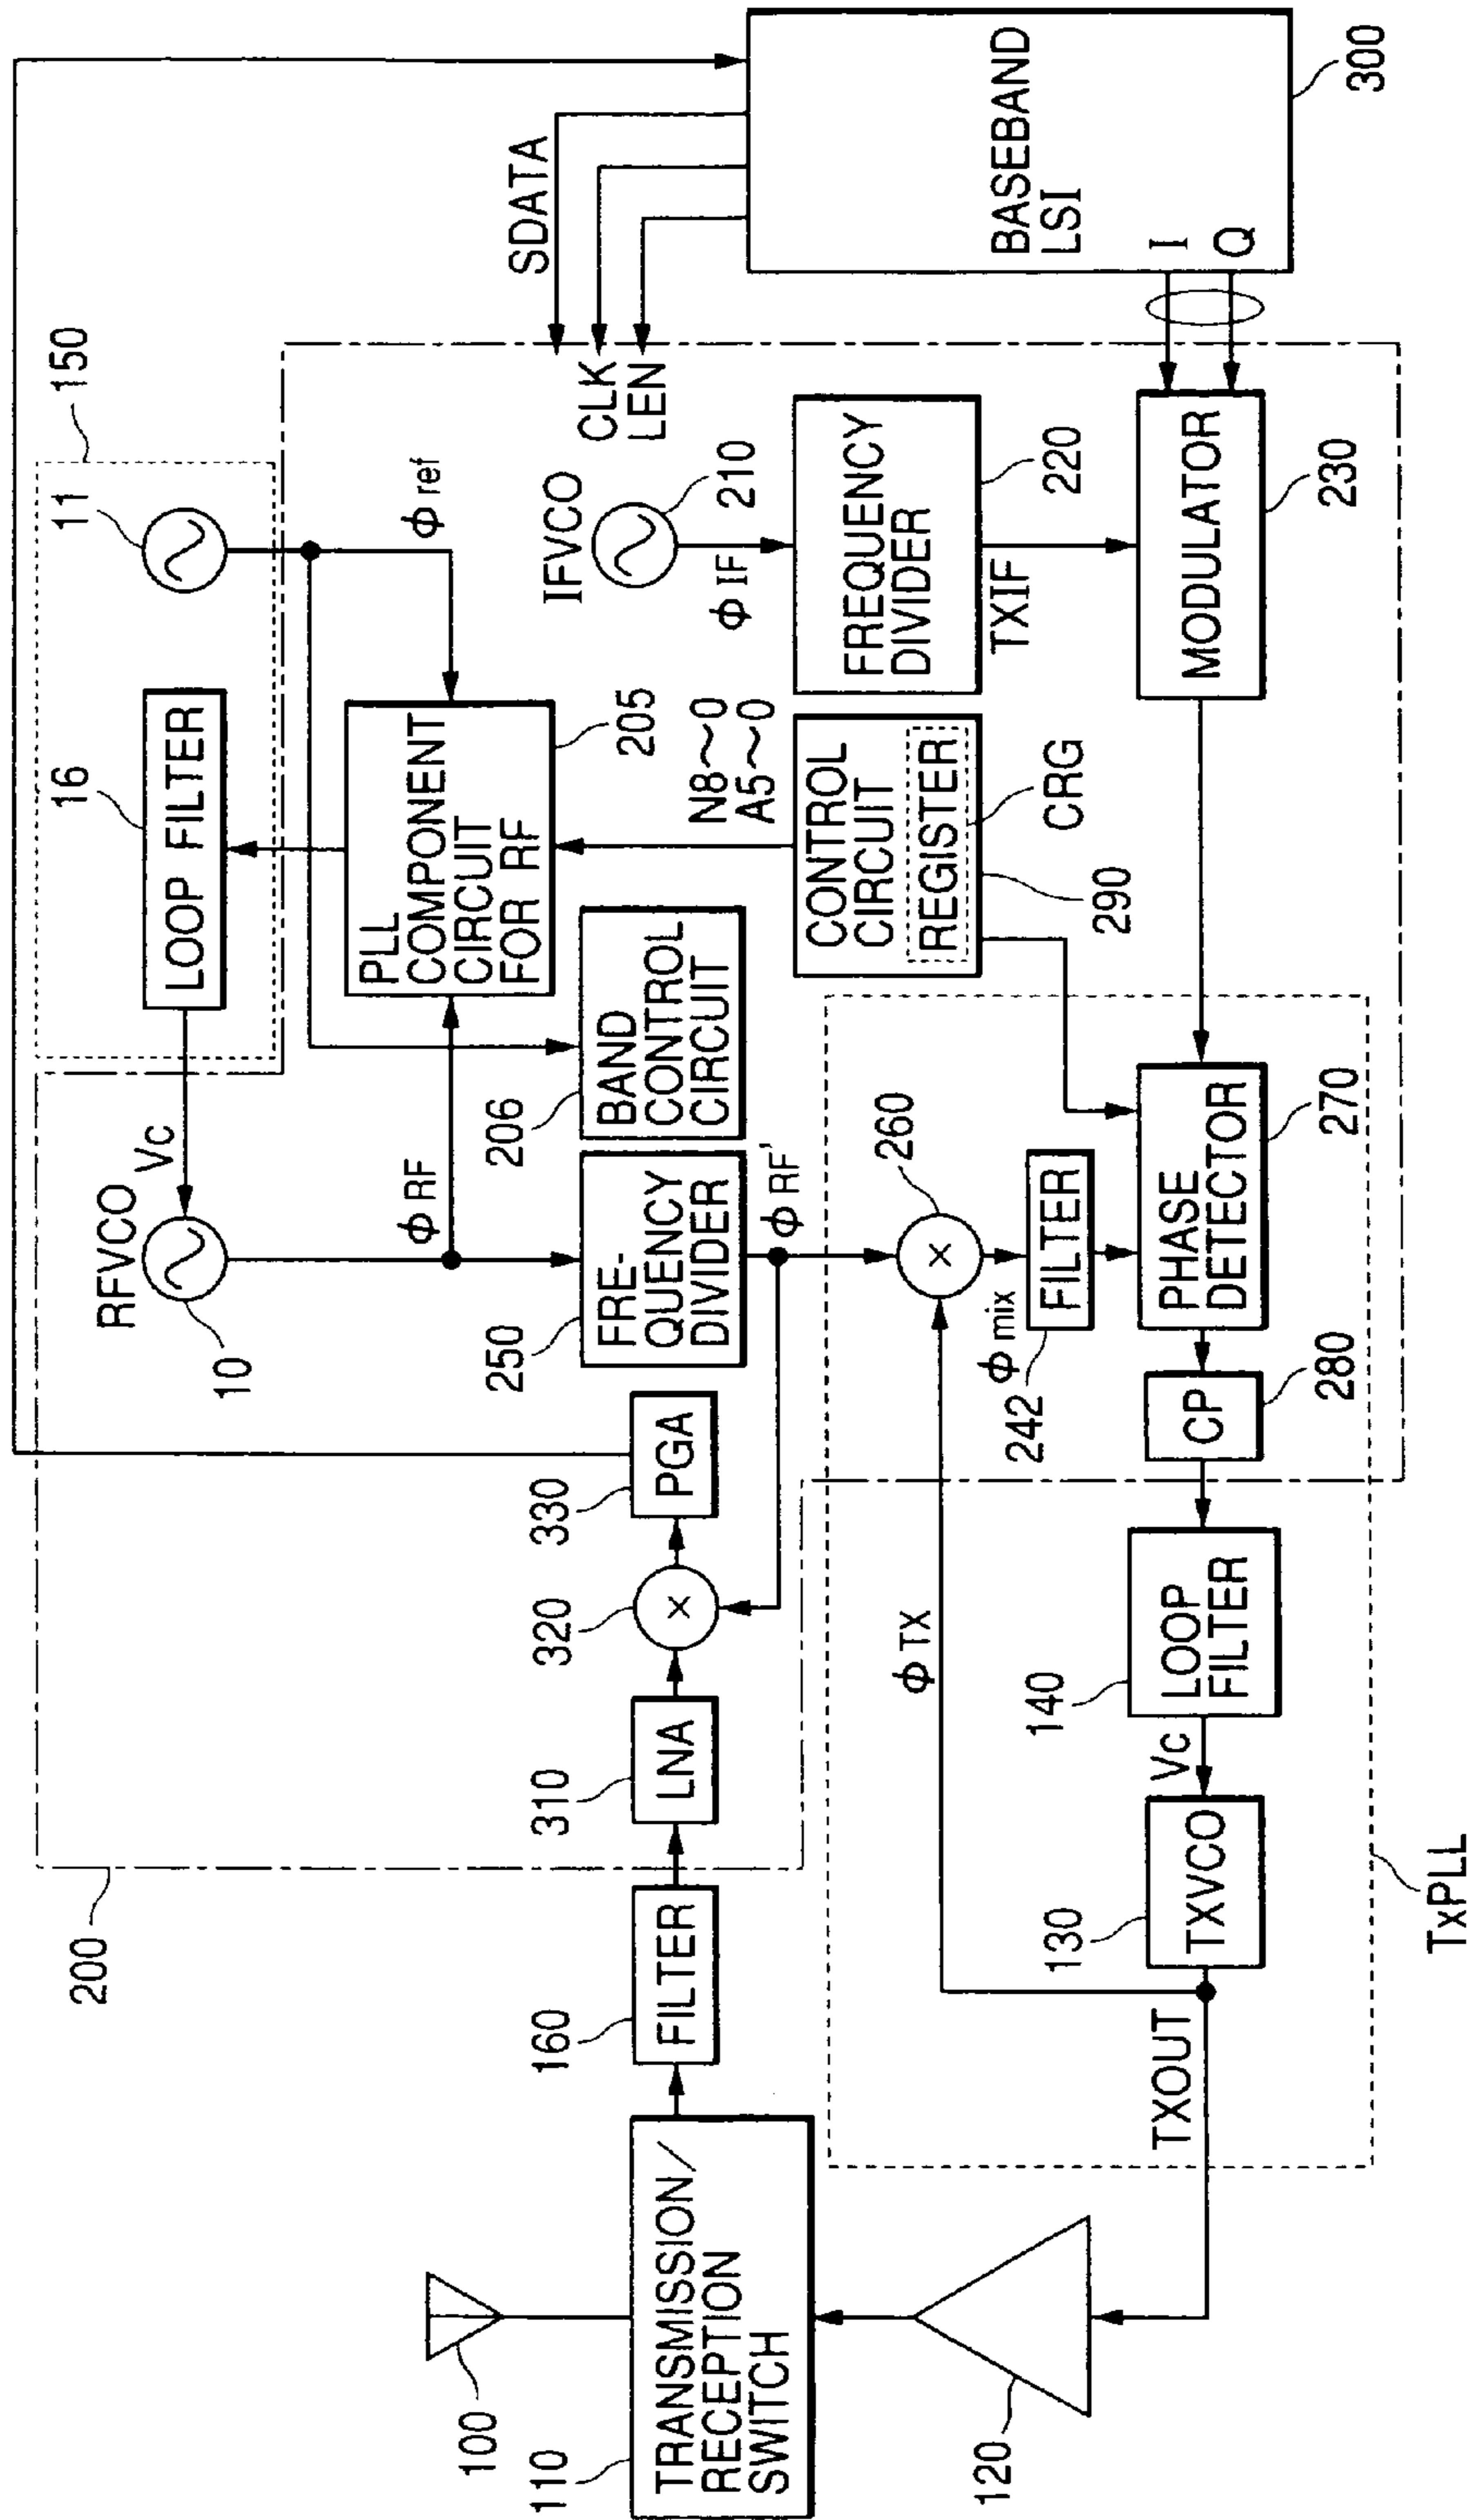 200
RFVCO
10
Vc
16
LOOP FILTER
11
150
ΦRF
PLL
COMPONENT
CIRCUIT
FOR RF
205
Φref
SDATA
CLK
LEN
250
FRE-
QUENCY
DIVIDER
ΦRF'
206
BAND
CONTROL
CIRCUIT
N8~0
A5~0
IFVCO
210
ΦIF
FREQUENCY
DIVIDER
220
TXIF
CONTROL
CIRCUIT
REGISTER
CRG
290
BASEBAND
LSI
I
Q
300
100
110
TRANSMISSION/
RECEPTION
SWITCH
160
FILTER
310
LNA
320
×
330
PGA
ΦTX
260
×
Φmix
242
FILTER
MODULATOR
230
120
TXOUT
130
TXVCO
Vc
140
LOOP
FILTER
CP
280
PHASE
DETECTOR
270
TxPLL